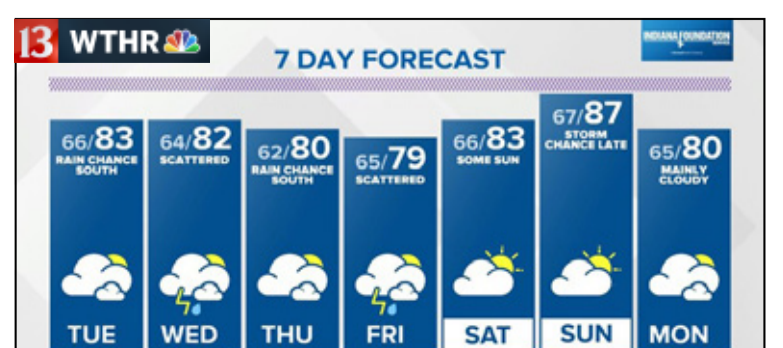 13 WTHR
INDIANA FOUNDATION
7 DAY FORECAST
66/83
RAIN CHANCE
SOUTH
TUE
64/82
SCATTERED
WED
62/80
RAIN CHANCE
SOUTH
THU
65/79
SCATTERED
FRI
66/83
SOME SUN
SAT
67/87
STORM
CHANCE LATE
SUN
65/80
MAINLY
CLOUDY
MON